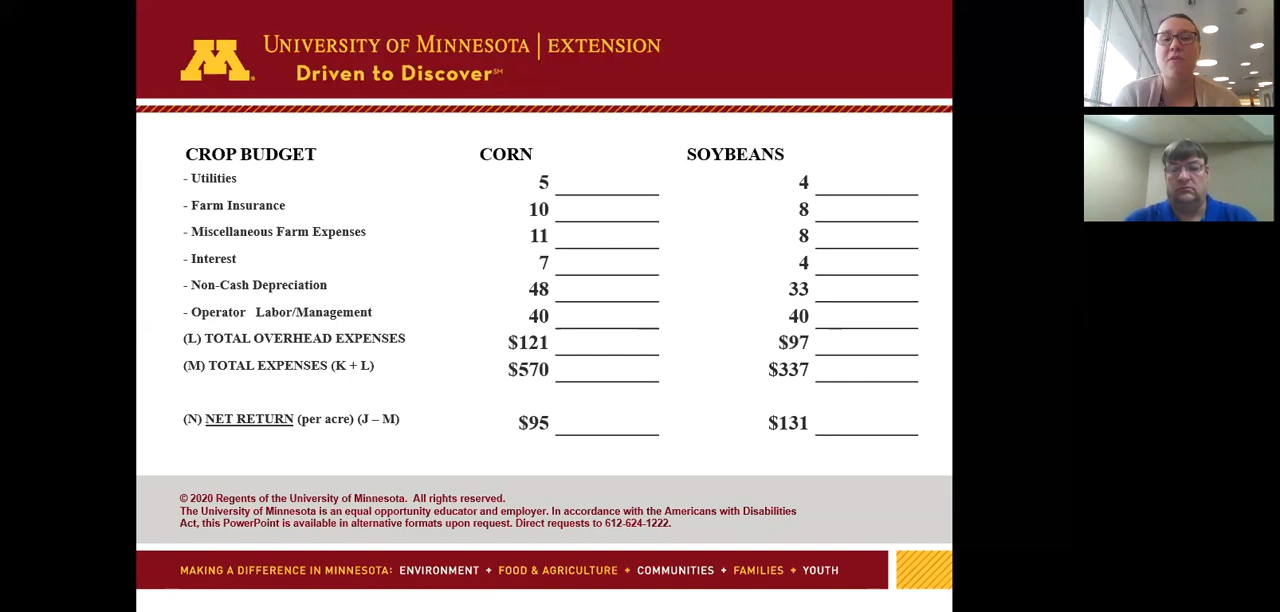 M
UNIVERSITY OF MINNESOTA | EXTENSION
Driven to Discover℠
CROP BUDGET CORN SOYBEANS
- Utilities 5 4
- Farm Insurance 10 8
- Miscellaneous Farm Expenses 11 8
- Interest 7 4
- Non-Cash Depreciation 48 33
- Operator Labor/Management 40 40
(L) TOTAL OVERHEAD EXPENSES $121 $97
(M) TOTAL EXPENSES (K + L) $570 $337
(N) NET RETURN (per acre) (J – M) $95 $131
© 2020 Regents of the University of Minnesota. All rights reserved.
The University of Minnesota is an equal opportunity educator and employer. In accordance with the Americans with Disabilities
Act, this PowerPoint is available in alternative formats upon request. Direct requests to 612-624-1222.
MAKING A DIFFERENCE IN MINNESOTA: ENVIRONMENT + FOOD & AGRICULTURE + COMMUNITIES + FAMILIES + YOUTH